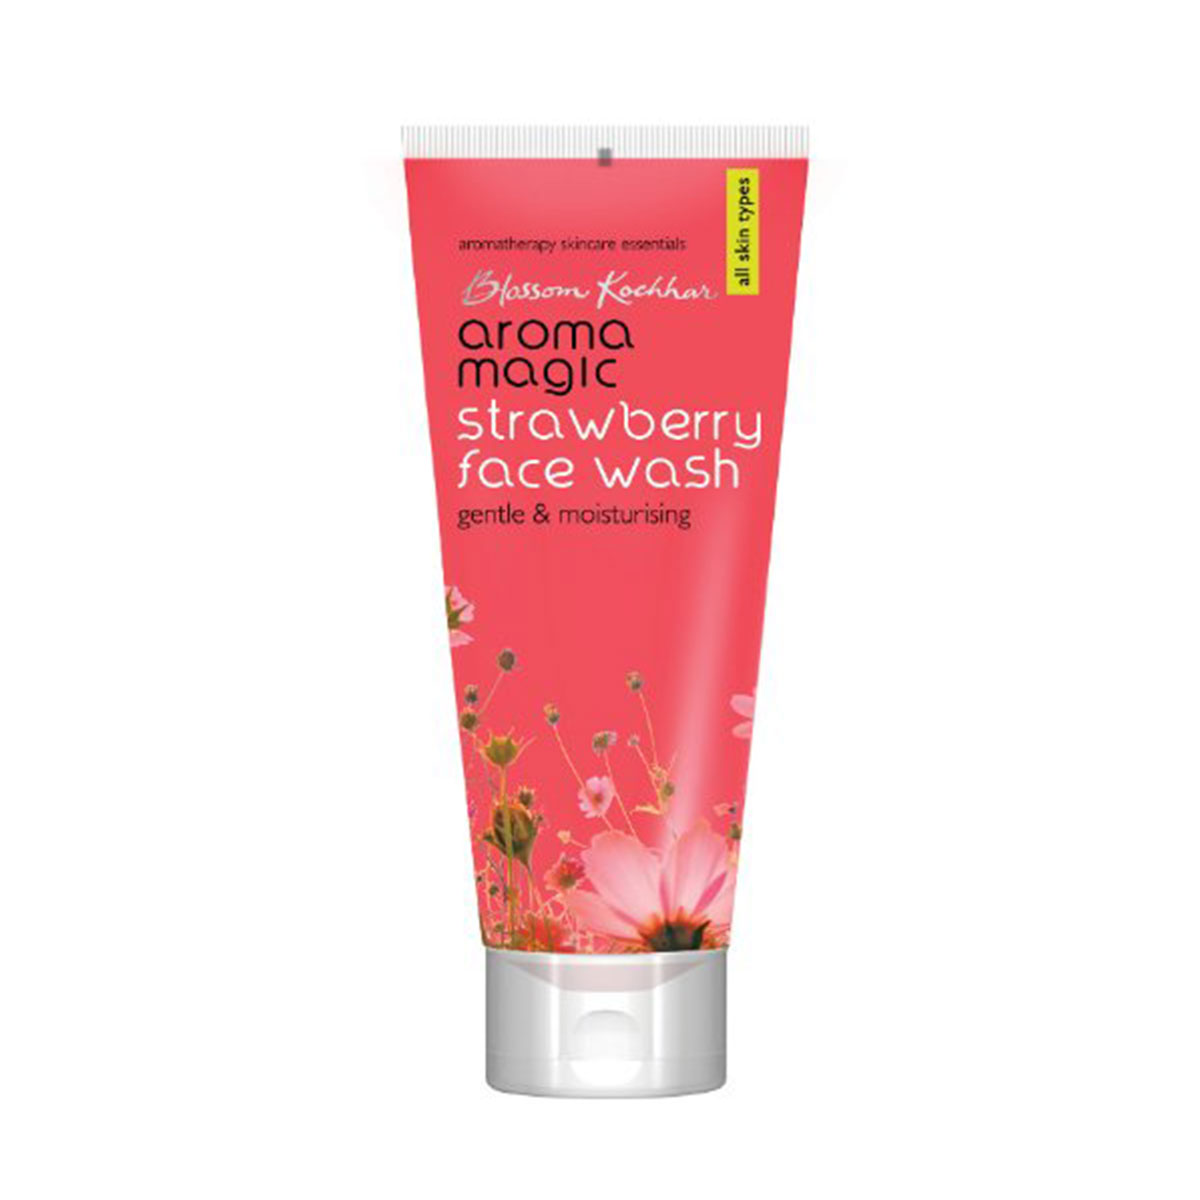 all skin types
aromatherapy skincare essentials
Blossom Kochhar
aroma
magic
strawberry
face wash
gentle & moisturising